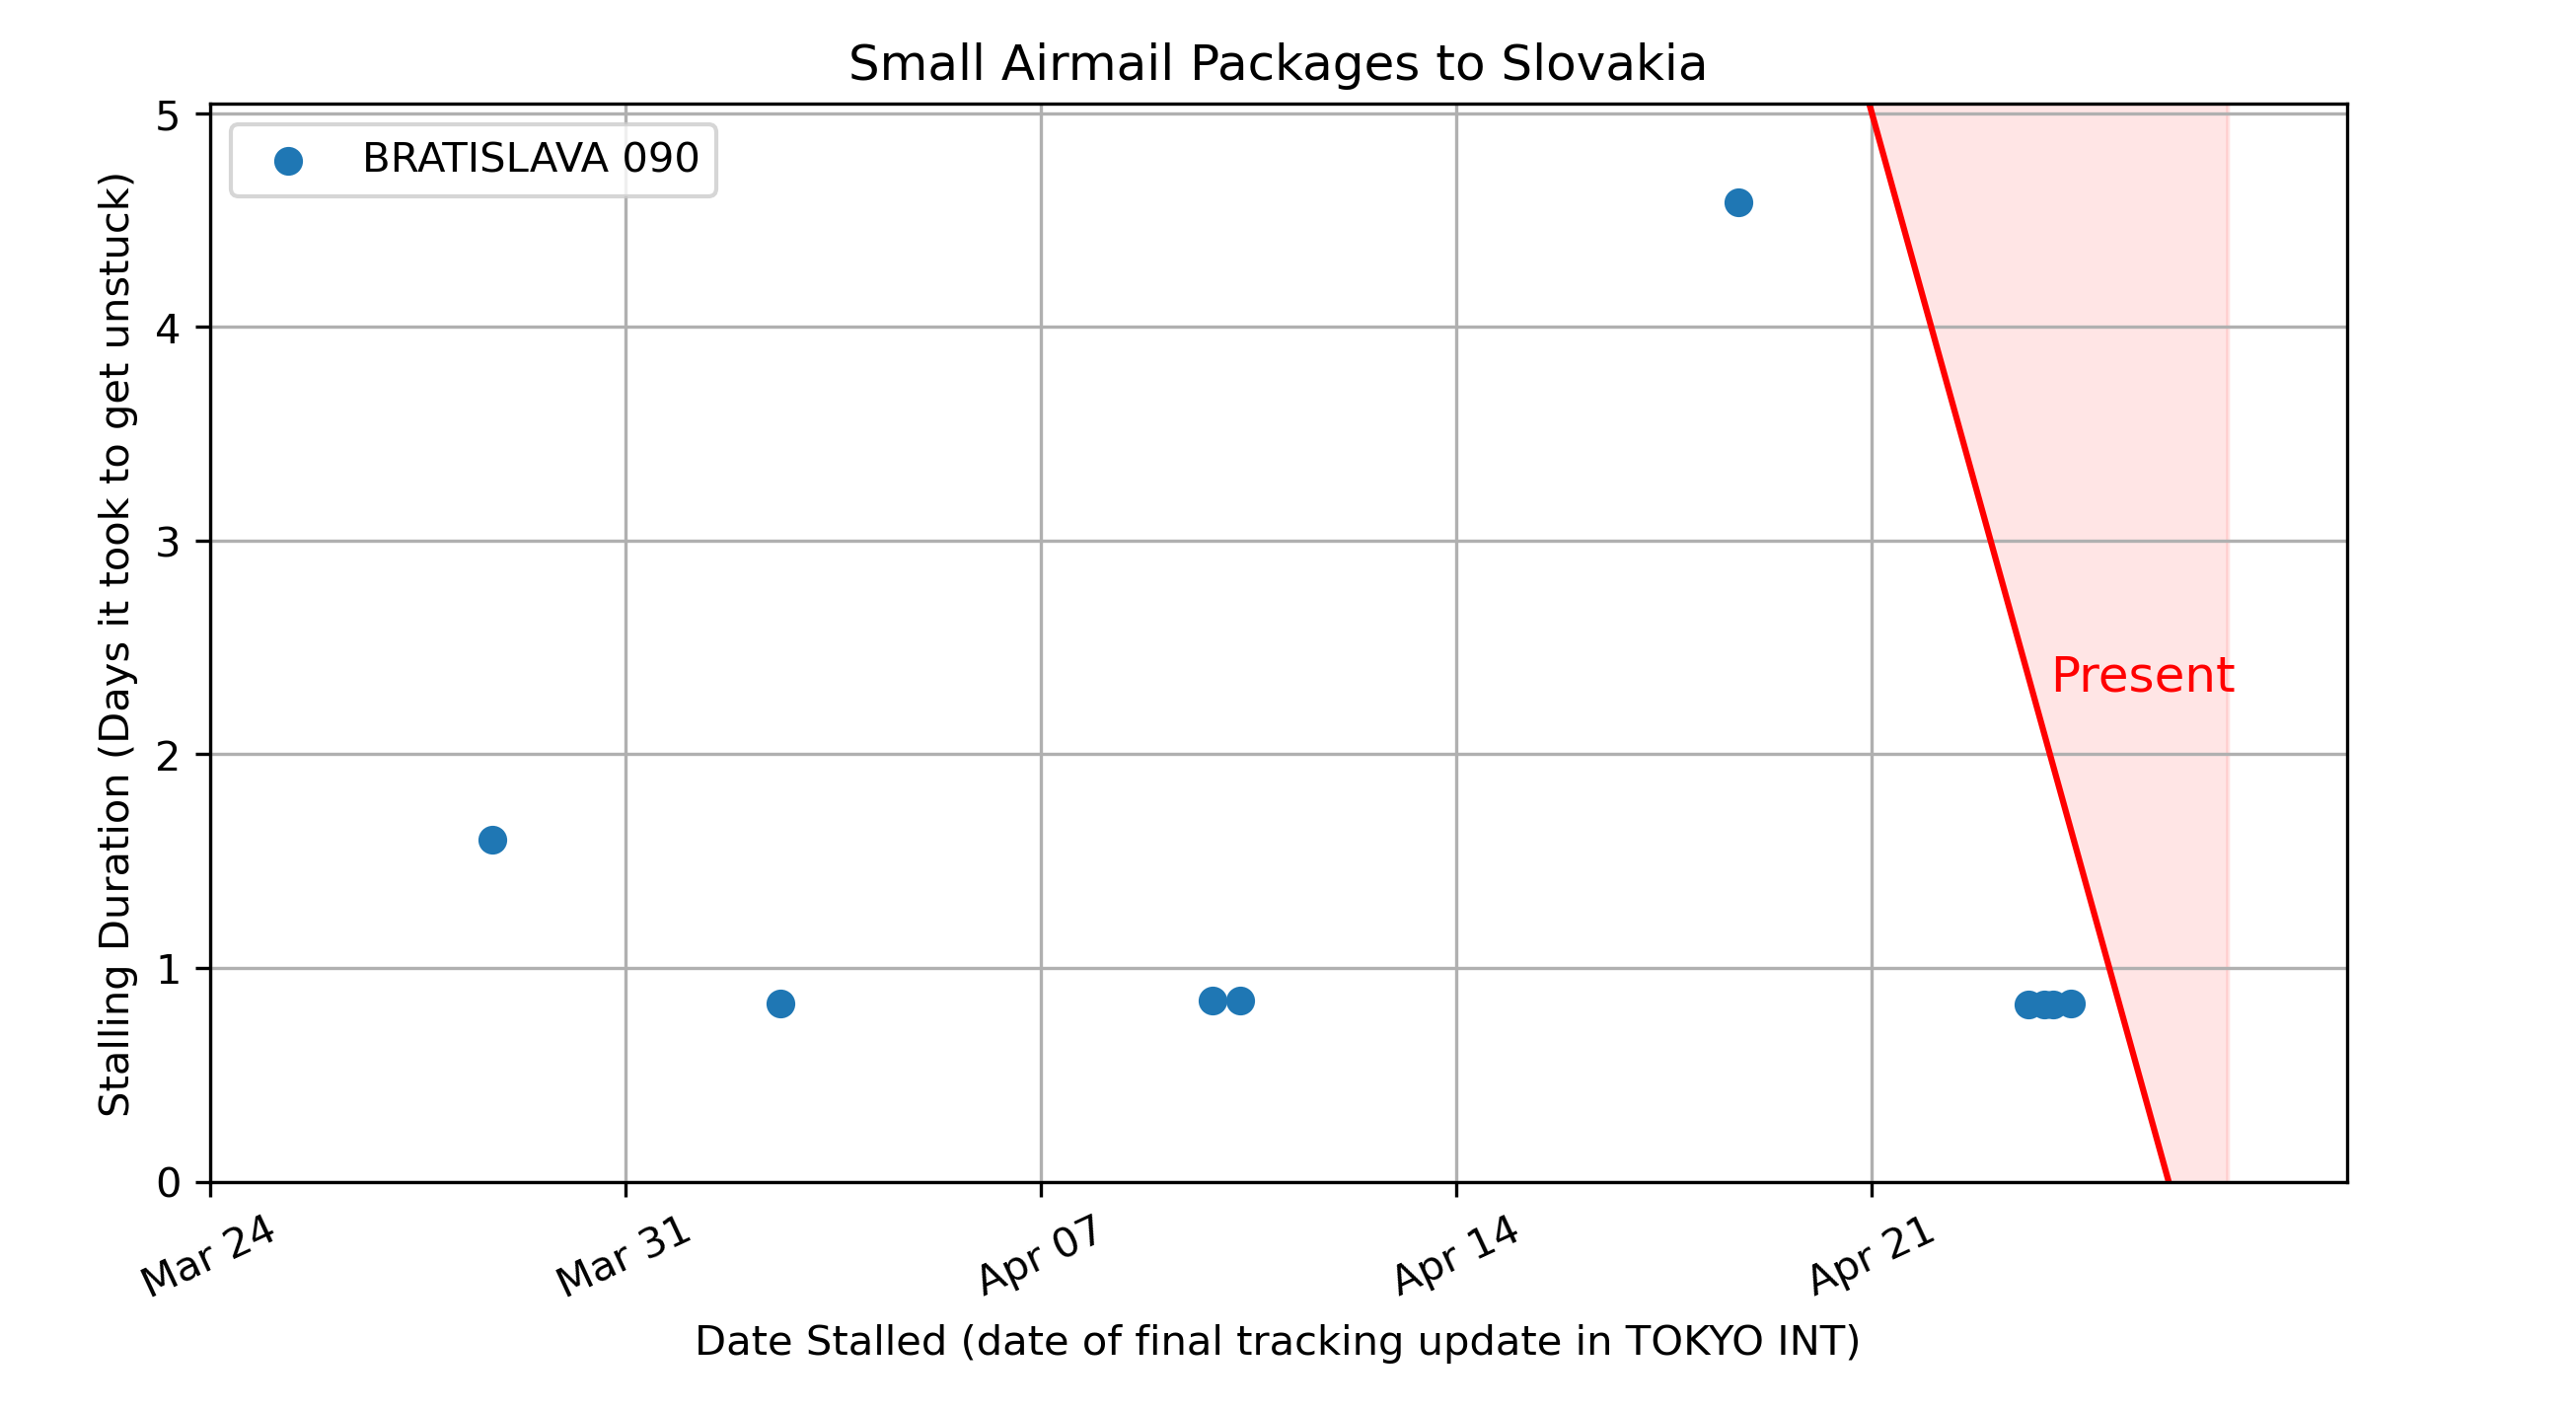 Small Airmail Packages to Slovakia
BRATISLAVA 090
Stalling Duration (Days it took to get unstuck)
5
4
3
2
1
0
Present
Mar 24
Mar 31
Apr 07
Apr 14
Apr 21
Date Stalled (date of final tracking update in TOKYO INT)